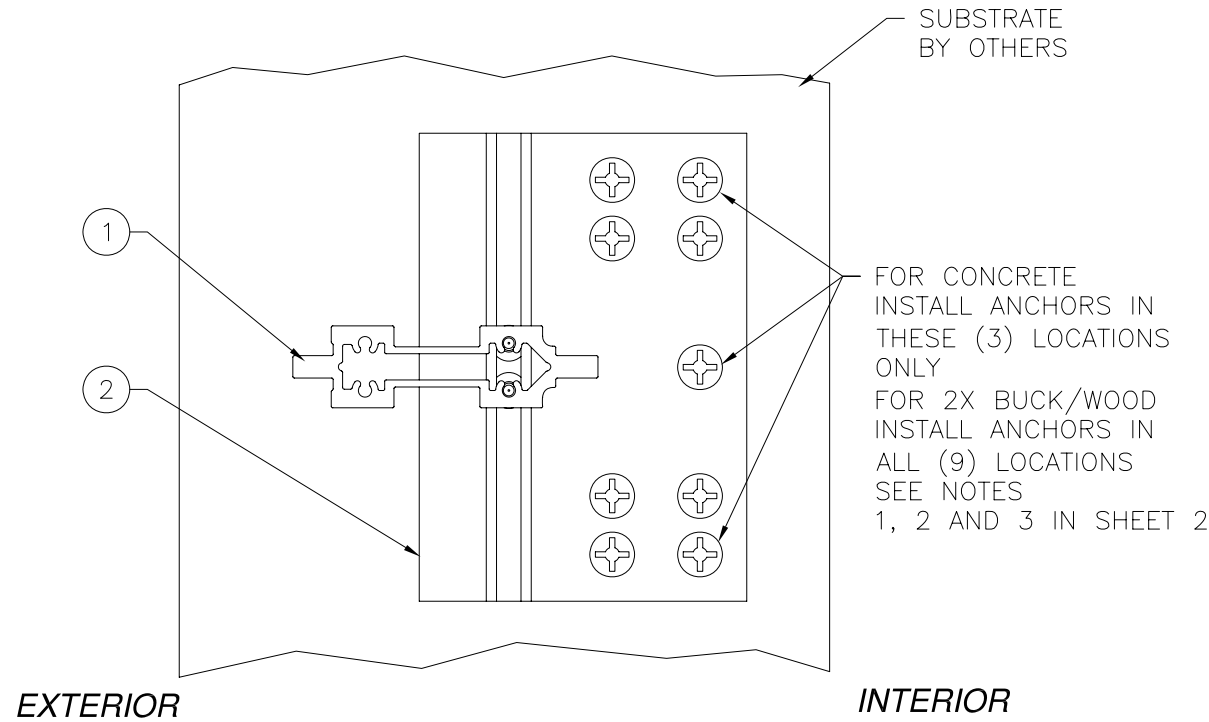 SUBSTRATE
BY OTHERS
1
2
FOR CONCRETE
INSTALL ANCHORS IN
THESE (3) LOCATIONS
ONLY
FOR 2X BUCK/WOOD
INSTALL ANCHORS IN
ALL (9) LOCATIONS
SEE NOTES
1, 2 AND 3 IN SHEET 2
EXTERIOR
INTERIOR